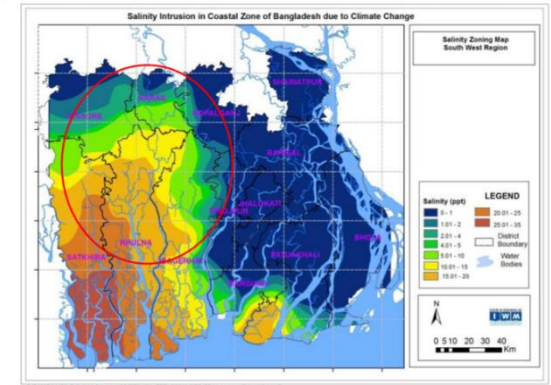 Salinity Intrusion in Coastal Zone of Bangladesh due to Climate Change
Salinity Zoning Map
South West Region
SHARIATPUR
JESSORE
GOPALGANJ
BARISAL
JHALOKATI
KHULNA
BHOLA
SATKHIRA
BAGERHAT
PATUAKHALI
BARGUNA
LEGEND
Salinity (ppt)
0 - 1
1.01 - 2
2.01 - 4
4.01 - 5
5.01 - 10
10.01 - 15
15.01 - 20
20.01 - 25
25.01 - 35
District
Boundary
Water
Bodies
N
IWM
0 5 10 20 30 40
Km